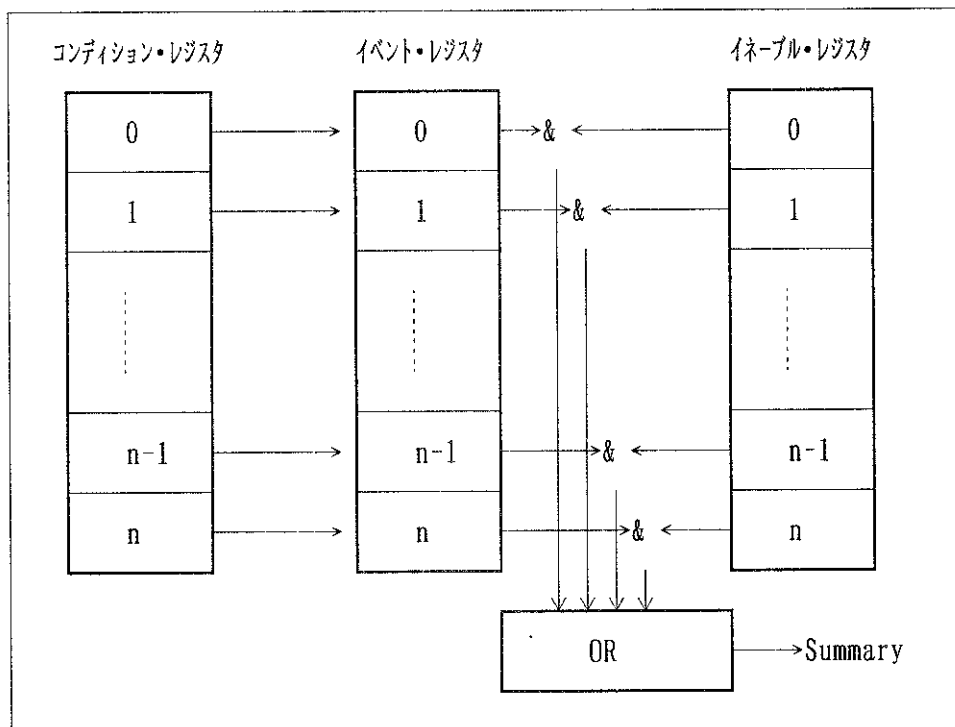 コンディション・レジスタ イベント・レジスタ イネーブル・レジスタ
0 0 & 0
1 1 & 1
n-1 n-1 & n-1
n n & n
OR Summary